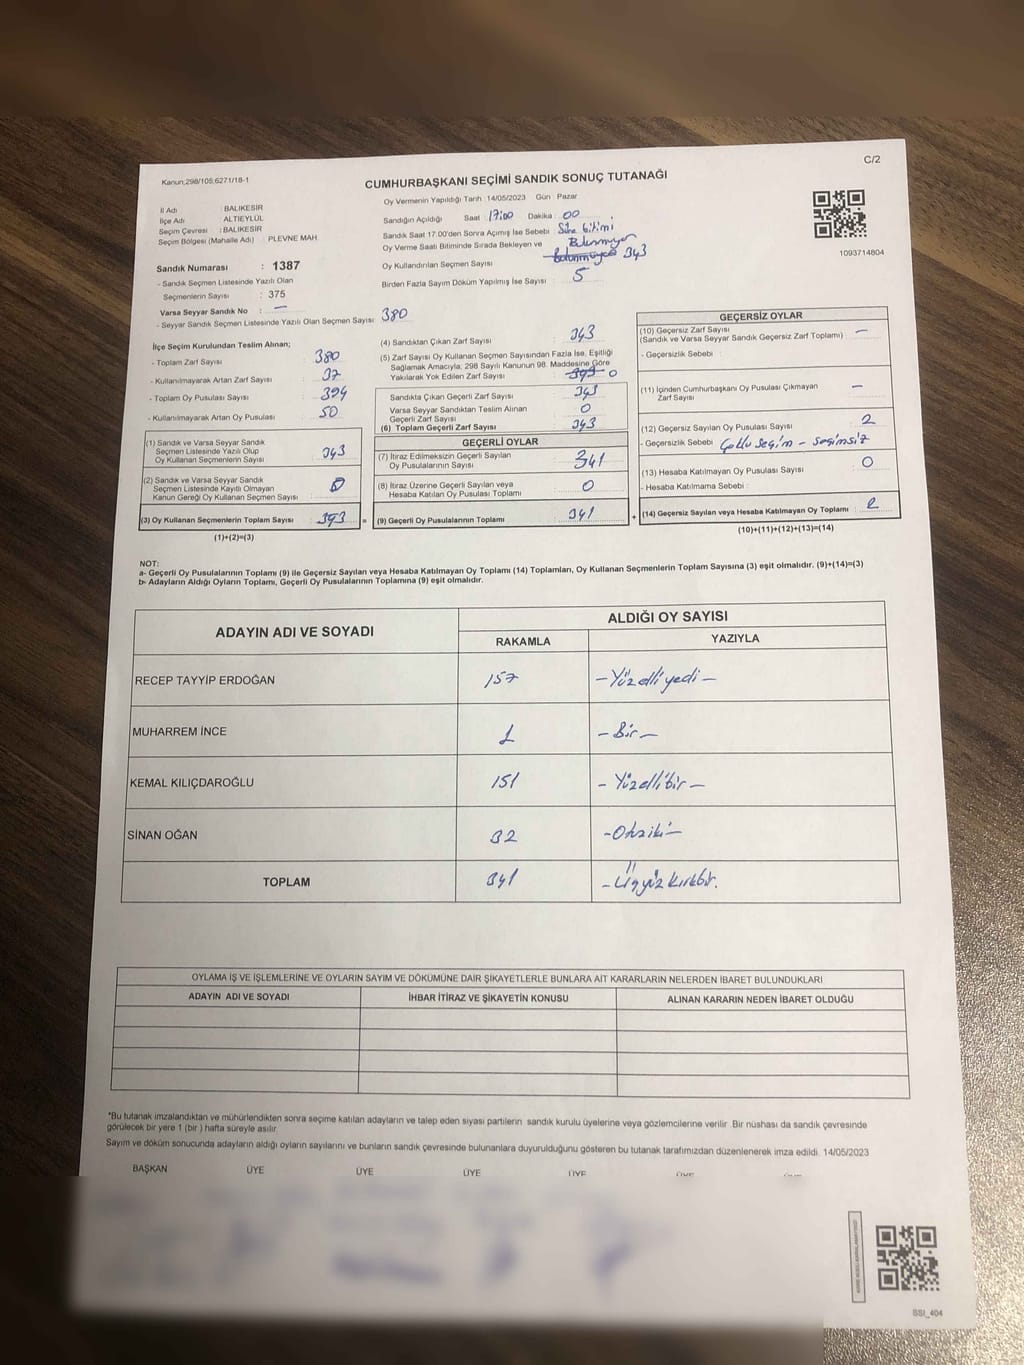 C/2
Kanun;298/105;6271/18-1
CUMHURBAŞKANI SEÇİMİ SANDIK SONUÇ TUTANAĞI
İl Adı : BALIKESİR
İlçe Adı : ALTIEYLÜL
Seçim Çevresi : BALIKESİR
Seçim Bölgesi (Mahalle Adı) PLEVNE MAH.
Sandık Numarası : 1387
- Sandık Seçmen Listesinde Yazılı Olan
Seçmenlerin Sayısı : 375
Varsa Seyyar Sandık No : —
- Seyyar Sandık Seçmen Listesinde Yazılı Olan Seçmen Sayısı 380
Oy Vermenin Yapıldığı Tarih 14/05/2023 Gün Pazar
Sandığın Açıldığı Saat 17:00 Dakika : 00
Sandık Saat 17.00'den Sonra Açımış İse Sebebi Süre bitimi
Oy Verme Saati Bitiminde Sırada Bekleyen ve Bulunmuyor
Oy Kullandırılan Seçmen Sayısı 343
Birden Fazla Sayım Döküm Yapılmış İse Sayısı : 5
1093714804
İlçe Seçim Kurulundan Teslim Alınan;
- Toplam Zarf Sayısı : 380
- Kullanılmayarak Artan Zarf Sayısı : 37
- Toplam Oy Pusulası Sayısı : 394
- Kullanılmayarak Artan Oy Pusulası : 50
(1) Sandık ve Varsa Seyyar Sandık
Seçmen Listesinde Yazılı Olup
Oy Kullanan Seçmenlerin Sayısı : 343
(2) Sandık ve Varsa Seyyar Sandık
Seçmen Listesinde Kayıtlı Olmayan
Kanun Gereği Oy Kullanan Seçmen Sayısı : 0
(3) Oy Kullanan Seçmenlerin Toplam Sayısı : 343 =
(1)+(2)=(3)
(4) Sandıktan Çıkan Zarf Sayısı : 343
(5) Zarf Sayısı Oy Kullanan Seçmen Sayısından Fazla İse, Eşitliği
Sağlamak Amacıyla, 298 Sayılı Kanunun 98. Maddesine Göre
Yakılarak Yok Edilen Zarf Sayısı : 0
Sandıkta Çıkan Geçerli Zarf Sayısı : 343
Varsa Seyyar Sandıktan Teslim Alınan
Geçerli Zarf Sayısı : 0
(6) Toplam Geçerli Zarf Sayısı : 343
GEÇERLİ OYLAR
(7) İtiraz Edilmeksizin Geçerli Sayılan
Oy Pusulalarının Sayısı : 341
(8) İtiraz Üzerine Geçerli Sayılan veya
Hesaba Katılan Oy Pusulası Toplamı : 0
(9) Geçerli Oy Pusulalarının Toplamı : 341 +
GEÇERSİZ OYLAR
(10) Geçersiz Zarf Sayısı : —
(Sandık ve Varsa Seyyar Sandık Geçersiz Zarf Toplamı)
- Geçersizlik Sebebi :
(11) İçinden Cumhurbaşkanı Oy Pusulası Çıkmayan : —
Zarf Sayısı
(12) Geçersiz Sayılan Oy Pusulası Sayısı : 2
- Geçersizlik Sebebi : Çoklu seçim - seçimsiz
(13) Hesaba Katılmayan Oy Pusulası Sayısı : 0
- Hesaba Katılmama Sebebi :
(14) Geçersiz Sayılan veya Hesaba Katılmayan Oy Toplamı : 2
(10)+(11)+(12)+(13)=(14)
NOT:
a- Geçerli Oy Pusulalarının Toplamı (9) ile Geçersiz Sayılan veya Hesaba Katılmayan Oy Toplamı (14) Toplamları, Oy Kullanan Seçmenlerin Toplam Sayısına (3) eşit olmalıdır. (9)+(14)=(3)
b- Adayların Aldığı Oyların Toplamı, Geçerli Oy Pusulalarının Toplamına (9) eşit olmalıdır.
ADAYIN ADI VE SOYADI
ALDIĞI OY SAYISI
RAKAMLA YAZIYLA
RECEP TAYYİP ERDOĞAN 157 - Yüzelliyedi -
MUHARREM İNCE 1 - Bir -
KEMAL KILIÇDAROĞLU 151 - Yüzellibir -
SİNAN OĞAN 32 - Otuziki -
TOPLAM 341 - Üçyüzkırkbir.
OYLAMA İŞ VE İŞLEMLERİNE VE OYLARIN SAYIM VE DÖKÜMÜNE DAİR ŞİKAYETLERLE BUNLARA AİT KARARLARIN NELERDEN İBARET BULUNDUKLARI
ADAYIN ADI VE SOYADI İHBAR İTİRAZ VE ŞİKAYETİN KONUSU ALINAN KARARIN NEDEN İBARET OLDUĞU
*Bu tutanak imzalandıktan ve mühürlendikten sonra seçime katılan adayların ve talep eden siyasi partilerin sandık kurulu üyelerine veya gözlemcilerine verilir. Bir nüshası da sandık çevresinde
görülecek bir yere 1 (bir ) hafta süreyle asılır.
Sayım ve döküm sonucunda adayların aldığı oyların sayılarını ve bunların sandık çevresinde bulunanlara duyurulduğunu gösteren bu tutanak tarafımızdan düzenlenerek imza edildi. 14/05/2023
BAŞKAN ÜYE ÜYE ÜYE ÜYE
SSI_404